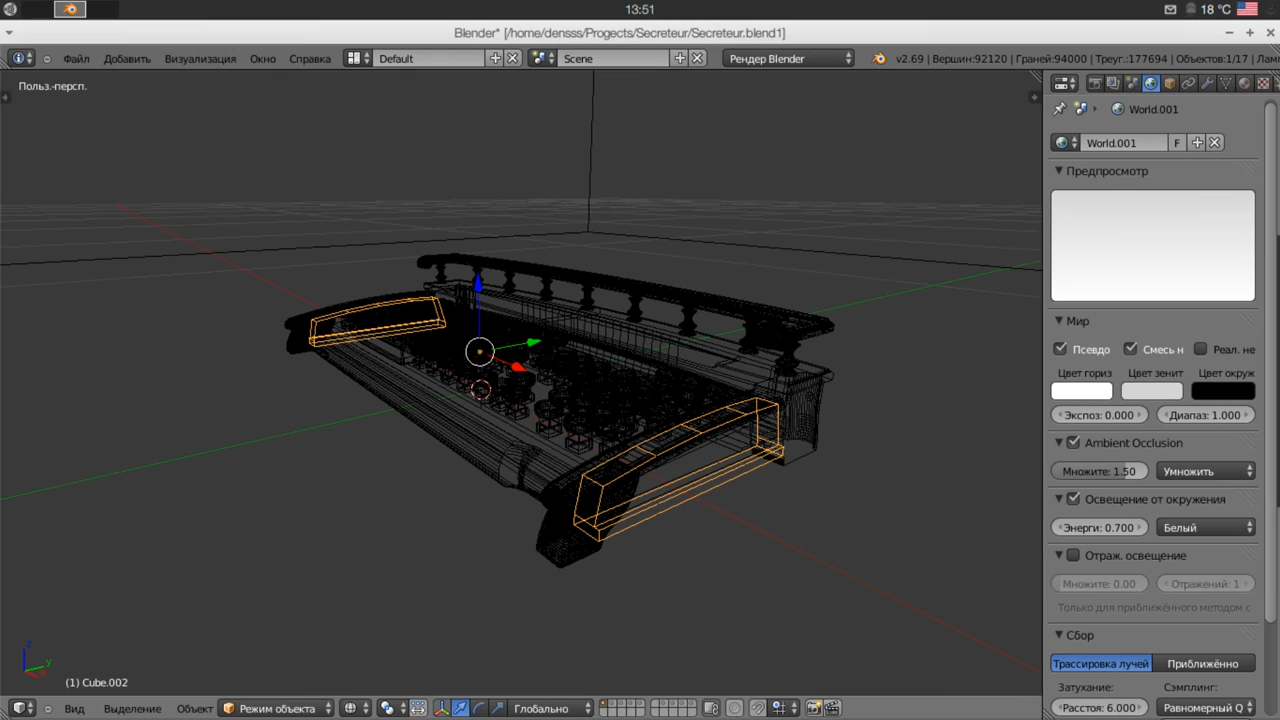 13:51
18 °C
Blender* [/home/densss/Progects/Secreteur/Secreteur.blend1]
Файл Добавить Визуализация Окно Справка Default Scene Рендер Blender v2.69 | Вершин:92120 | Граней:94000 | Треуг.:177694 | Объектов:1/17 | Лам
Польз.-персп.
World.001
World.001 F
Предпросмотр
Мир
Псевдо Смесь н Реал. не
Цвет гориз Цвет зенит Цвет окруж
Экспоз: 0.000 Диапаз: 1.000
Ambient Occlusion
Множите: 1.50 Умножить
Освещение от окружения
Энерги: 0.700 Белый
Отраж. освещение
Множите: 0.00 Отражений: 1
Только для приближённого методом с
Сбор
Трассировка лучей Приближённо
Затухание: Сэмплинг:
Расстоя: 6.000 Равномерный Q
z
y
(1) Cube.002
Вид Выделение Объект Режим объекта Глобально